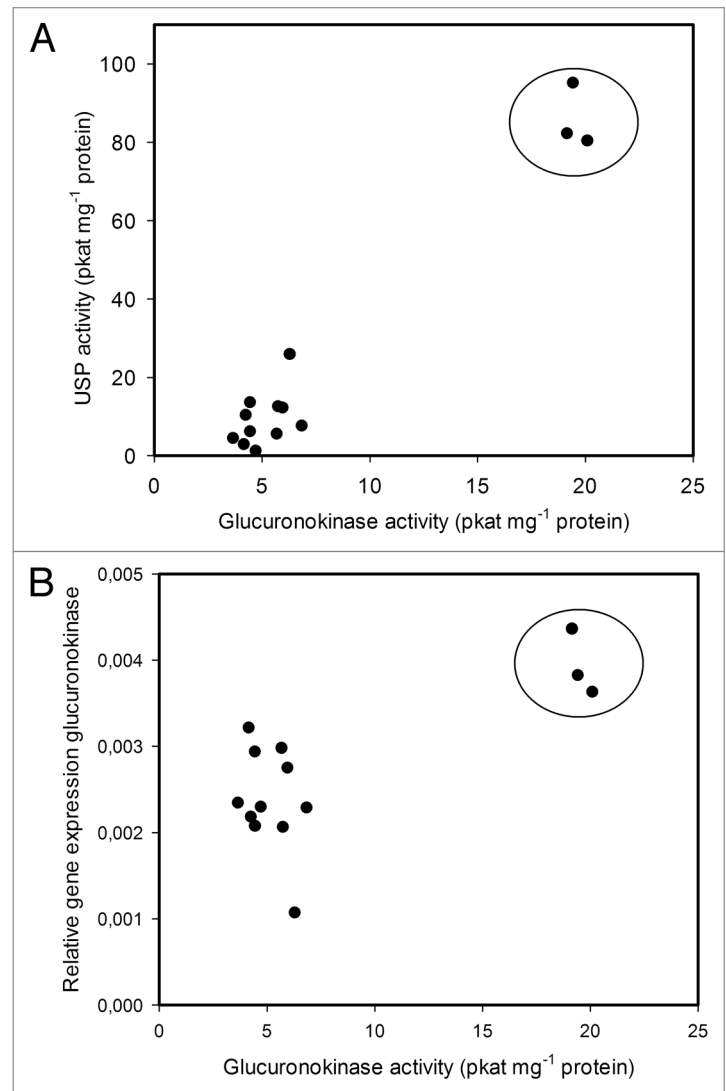 A
USP activity (pkat mg⁻¹ protein)
100
80
60
40
20
0
0 5 10 15 20 25
Glucuronokinase activity (pkat mg⁻¹ protein)
B
Relative gene expression glucuronokinase
0,005
0,004
0,003
0,002
0,001
0,000
0 5 10 15 20 25
Glucuronokinase activity (pkat mg⁻¹ protein)